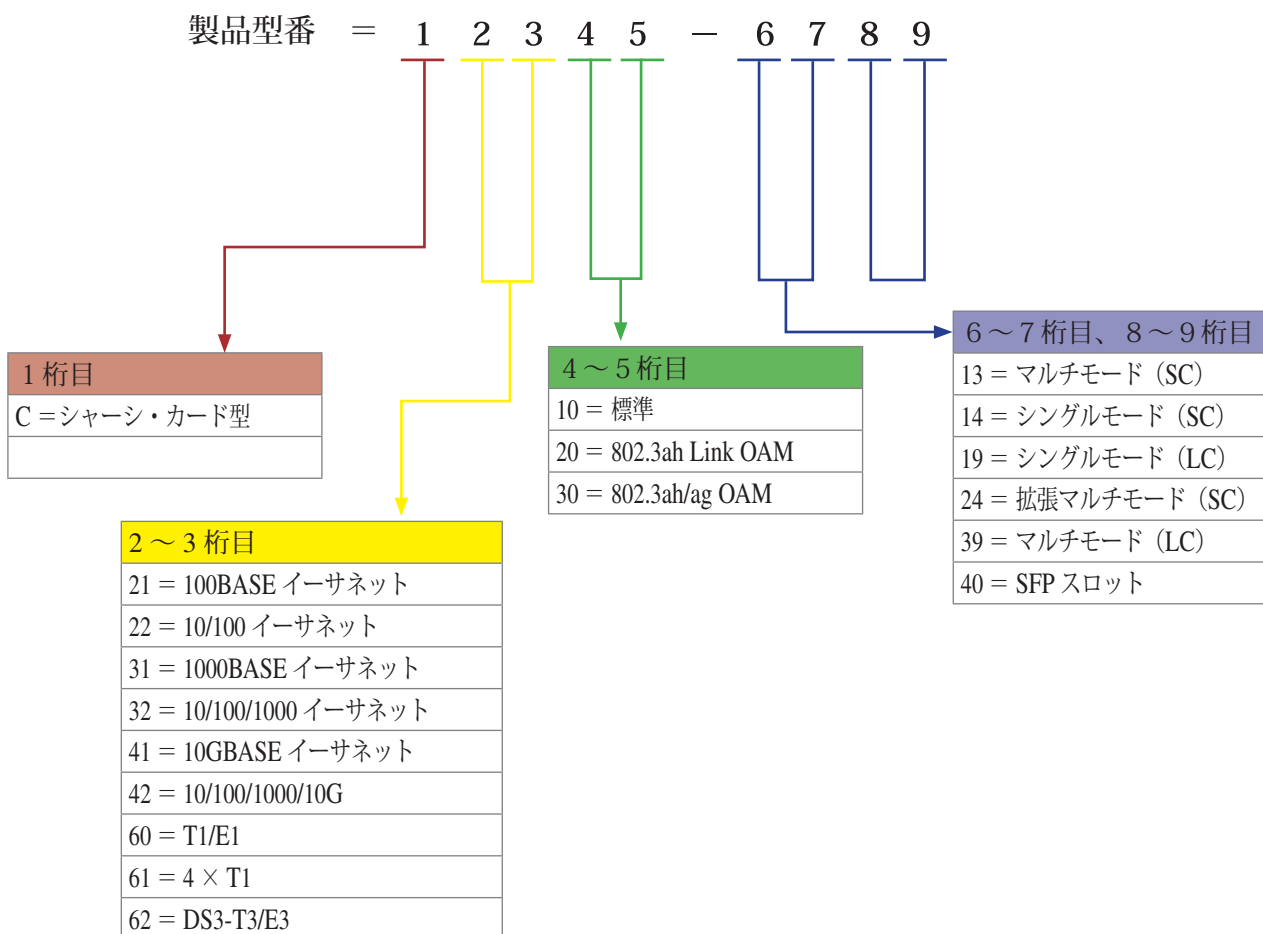 製品型番 = 1 2 3 4 5 － 6 7 8 9
1桁目
C＝シャーシ・カード型
2～3桁目
21 = 100BASE イーサネット
22 = 10/100 イーサネット
31 = 1000BASE イーサネット
32 = 10/100/1000 イーサネット
41 = 10GBASE イーサネット
42 = 10/100/1000/10G
60 = T1/E1
61 = 4 × T1
62 = DS3-T3/E3
4～5桁目
10 = 標準
20 = 802.3ah Link OAM
30 = 802.3ah/ag OAM
6～7桁目、8～9桁目
13 = マルチモード（SC）
14 = シングルモード（SC）
19 = シングルモード（LC）
24 = 拡張マルチモード（SC）
39 = マルチモード（LC）
40 = SFP スロット